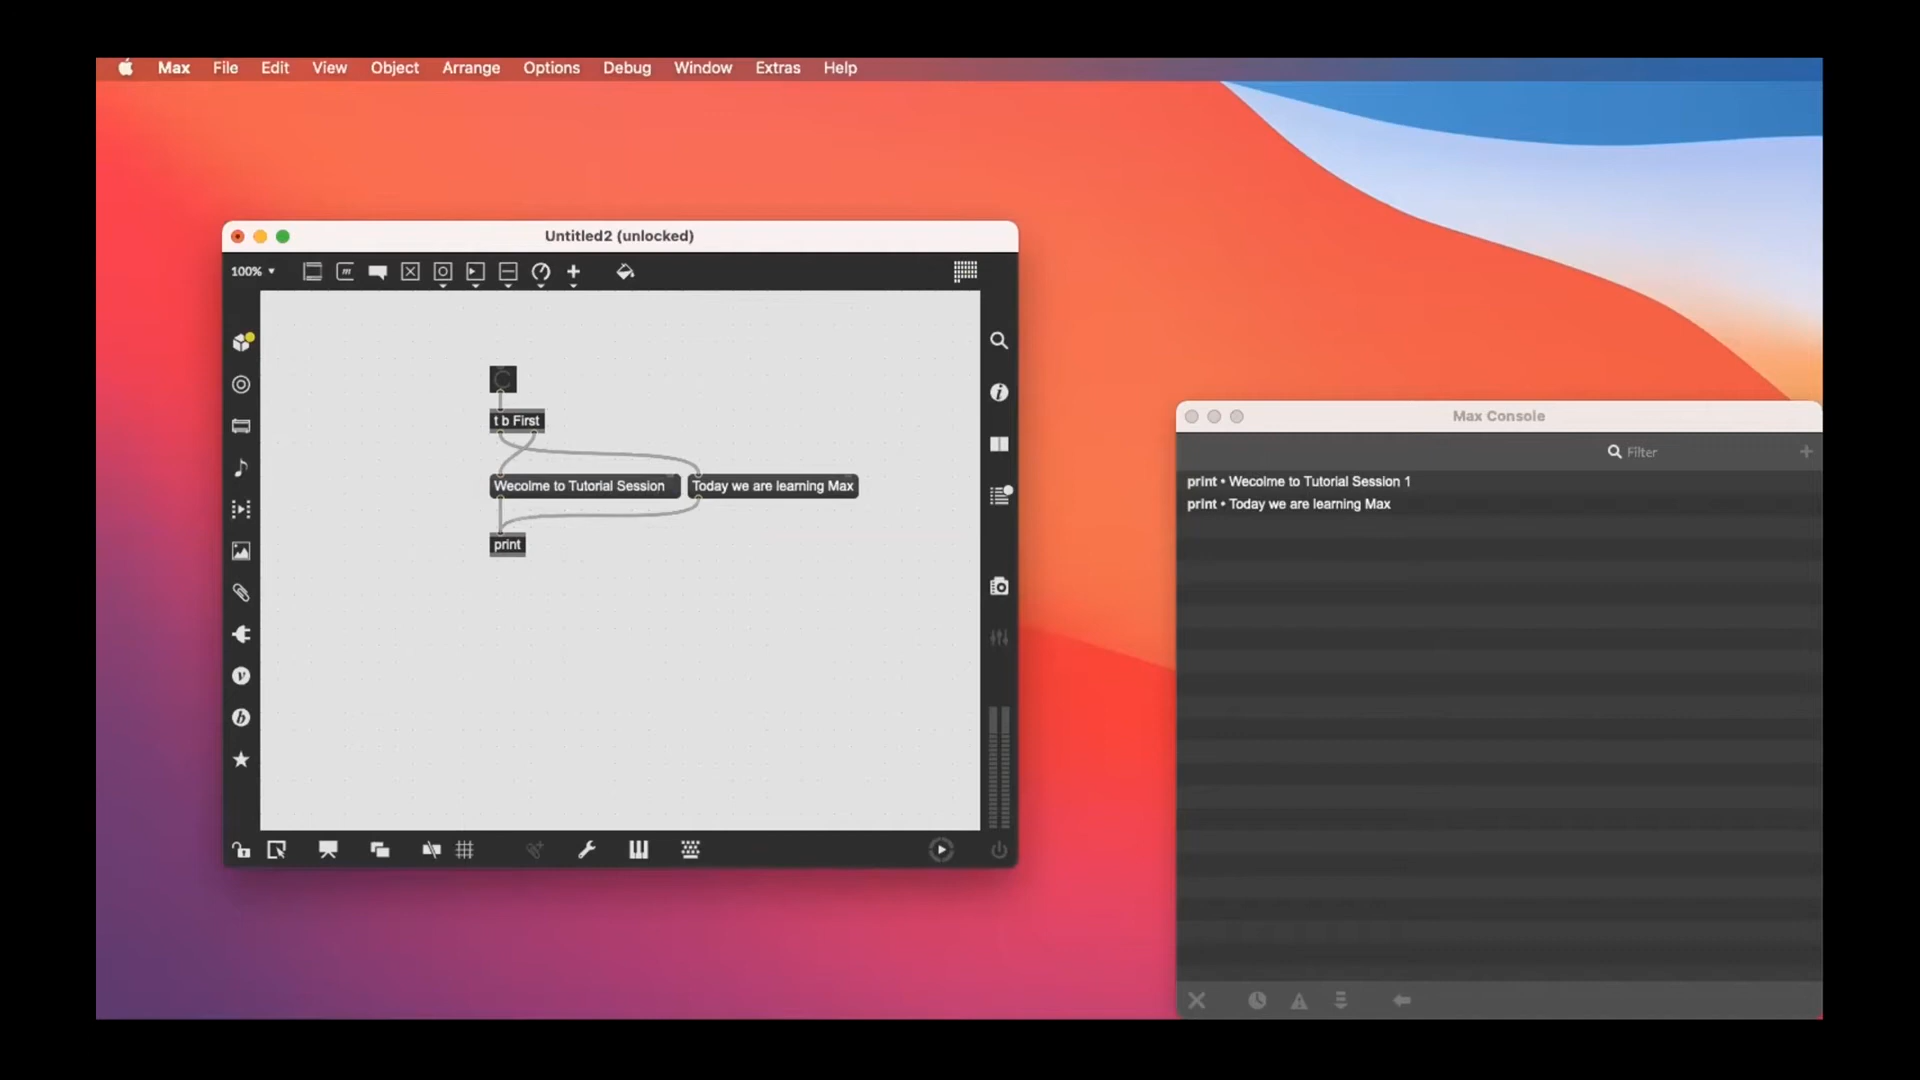 Max File Edit View Object Arrange Options Debug Window Extras Help
Untitled2 (unlocked)
100%
t b First
Wecolme to Tutorial Session
Today we are learning Max
print
Max Console
Filter
print • Wecolme to Tutorial Session 1
print • Today we are learning Max